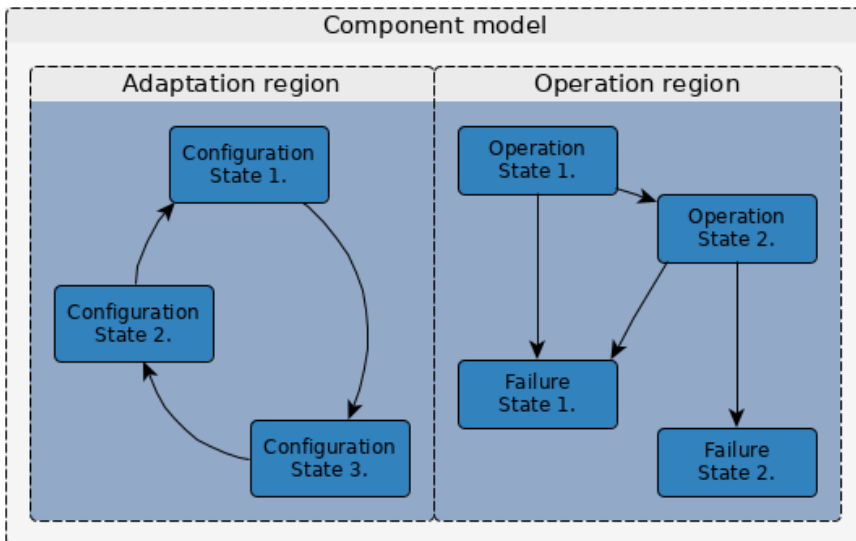 Component model
Adaptation region
Operation region
Configuration
State 1.
Configuration
State 2.
Configuration
State 3.
Operation
State 1.
Operation
State 2.
Failure
State 1.
Failure
State 2.